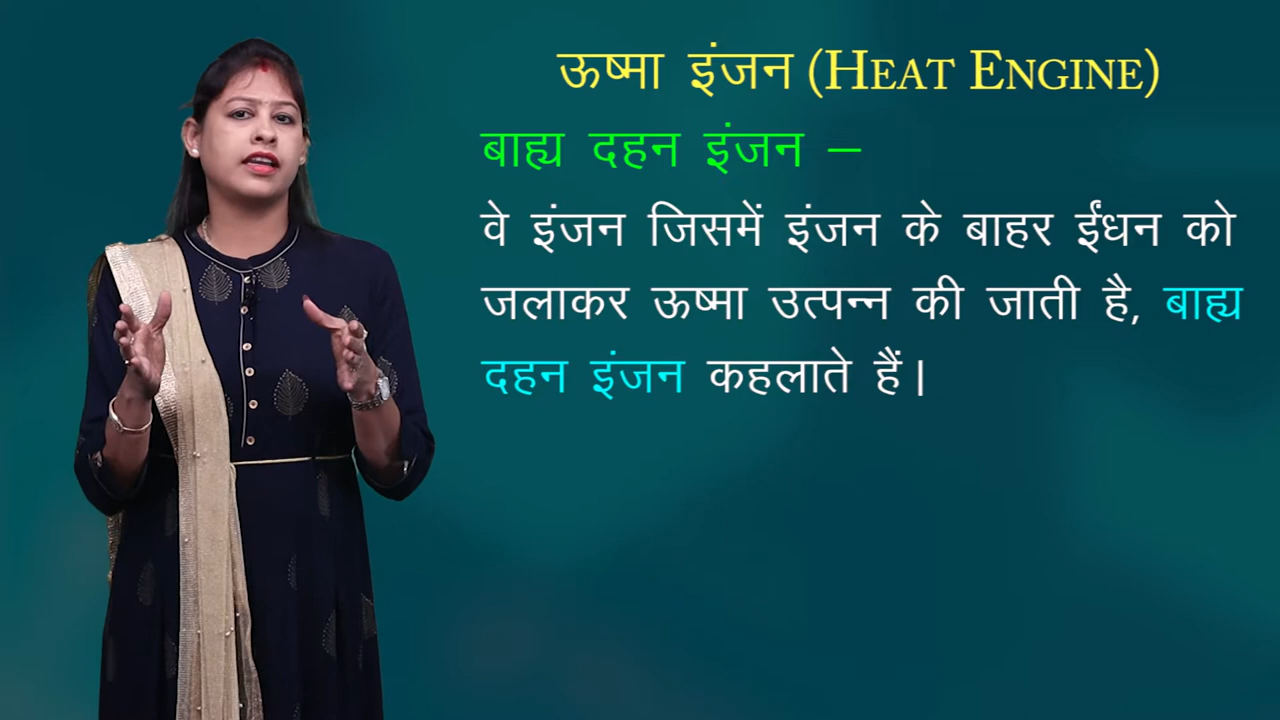 ऊष्मा इंजन (HEAT ENGINE)
बाह्य दहन इंजन –
वे इंजन जिसमें इंजन के बाहर ईंधन को
जलाकर ऊष्मा उत्पन्न की जाती है, बाह्य
दहन इंजन कहलाते हैं।